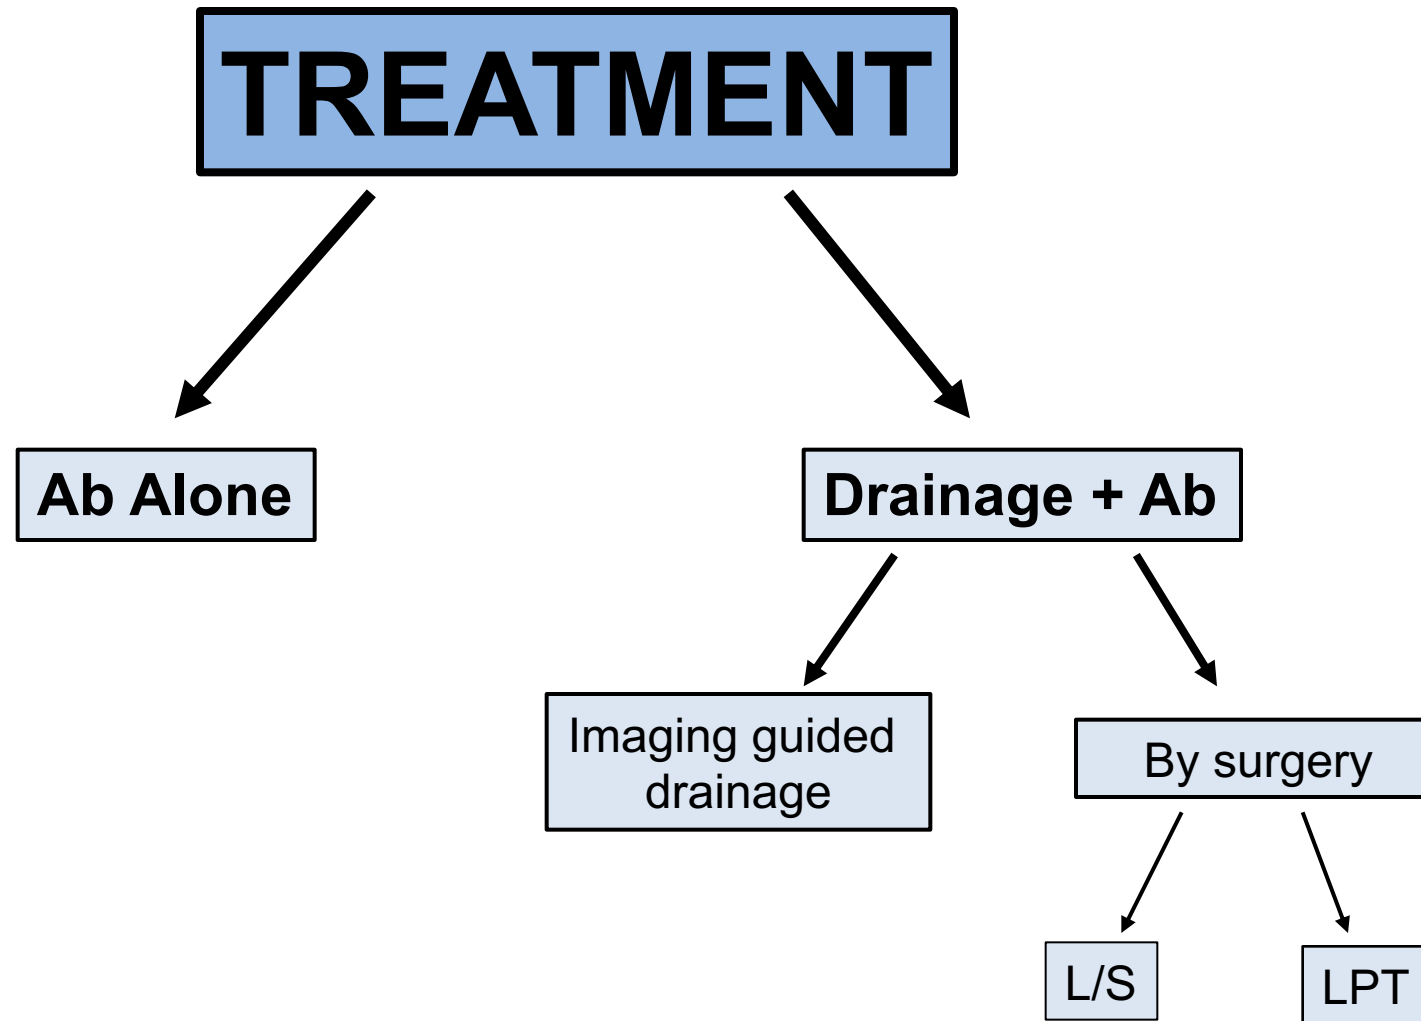 TREATMENT
Ab Alone
Drainage + Ab
Imaging guided
drainage
By surgery
L/S
LPT